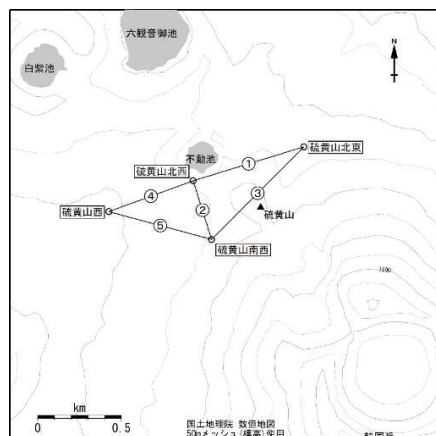 六観音御池
N
白紫池
不動池
①
硫黄山北東
硫黄山北西
③
④
②
硫黄山
硫黄山西
⑤
硫黄山南西
km
0
0.5
国土地理院 数値地図
50mメッシュ(標高)使用